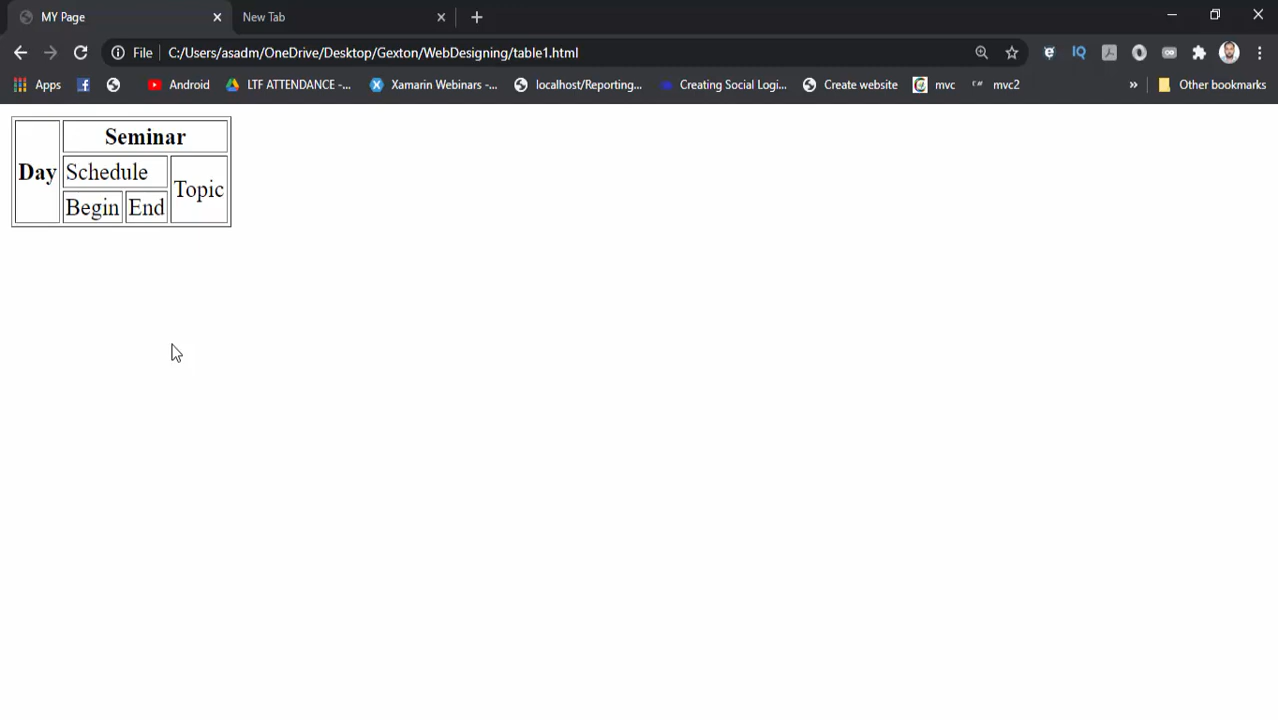 MY Page
New Tab
File
C:/Users/asadm/OneDrive/Desktop/Gexton/WebDesigning/table1.html
Apps
Android
LTF ATTENDANCE -...
Xamarin Webinars -...
localhost/Reporting...
Creating Social Logi...
Create website
mvc
mvc2
»
Other bookmarks
Day
Seminar
Schedule
Topic
Begin
End
IQ